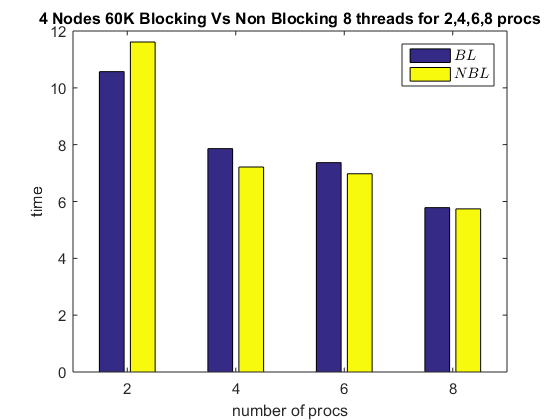 4 Nodes 60K Blocking Vs Non Blocking 8 threads for 2,4,6,8 procs
BL
NBL
12
10
8
6
4
2
0
time
2 4 6 8
number of procs